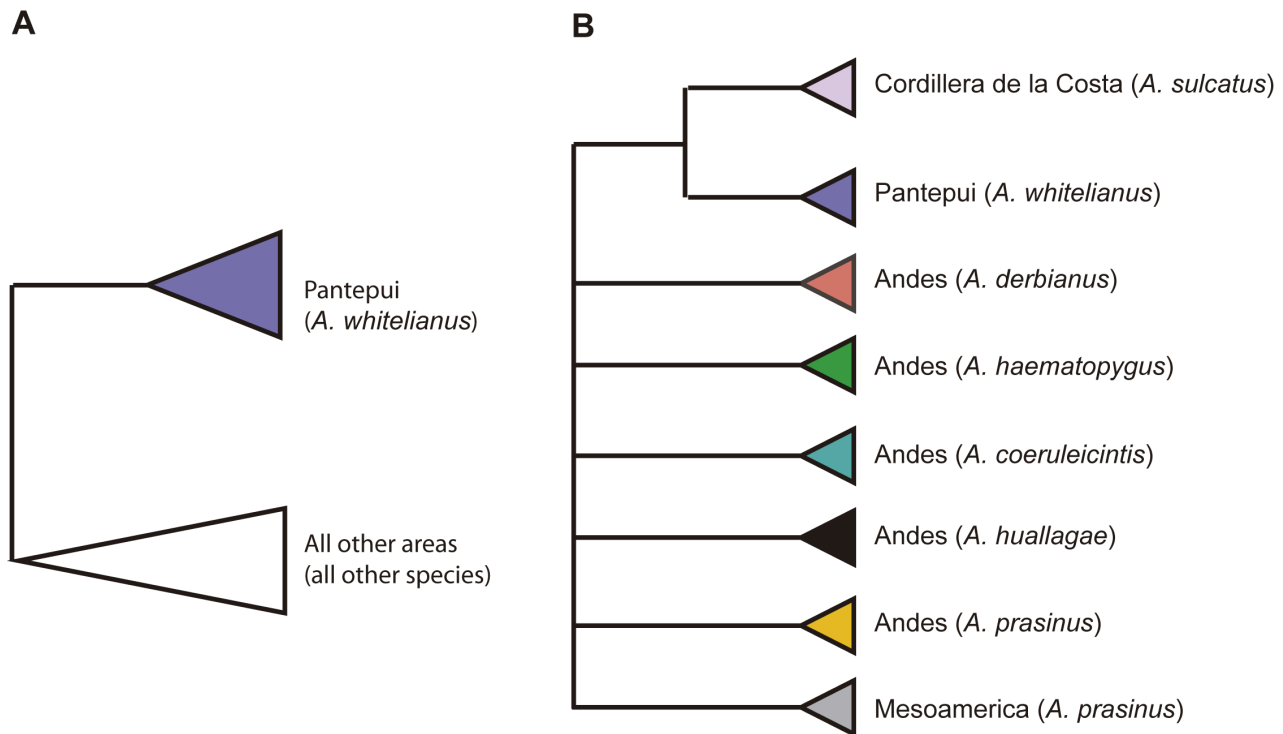 A
Pantepui
(A. whitelianus)
All other areas
(all other species)
B
Cordillera de la Costa (A. sulcatus)
Pantepui (A. whitelianus)
Andes (A. derbianus)
Andes (A. haematopygus)
Andes (A. coeruleicintis)
Andes (A. huallagae)
Andes (A. prasinus)
Mesoamerica (A. prasinus)